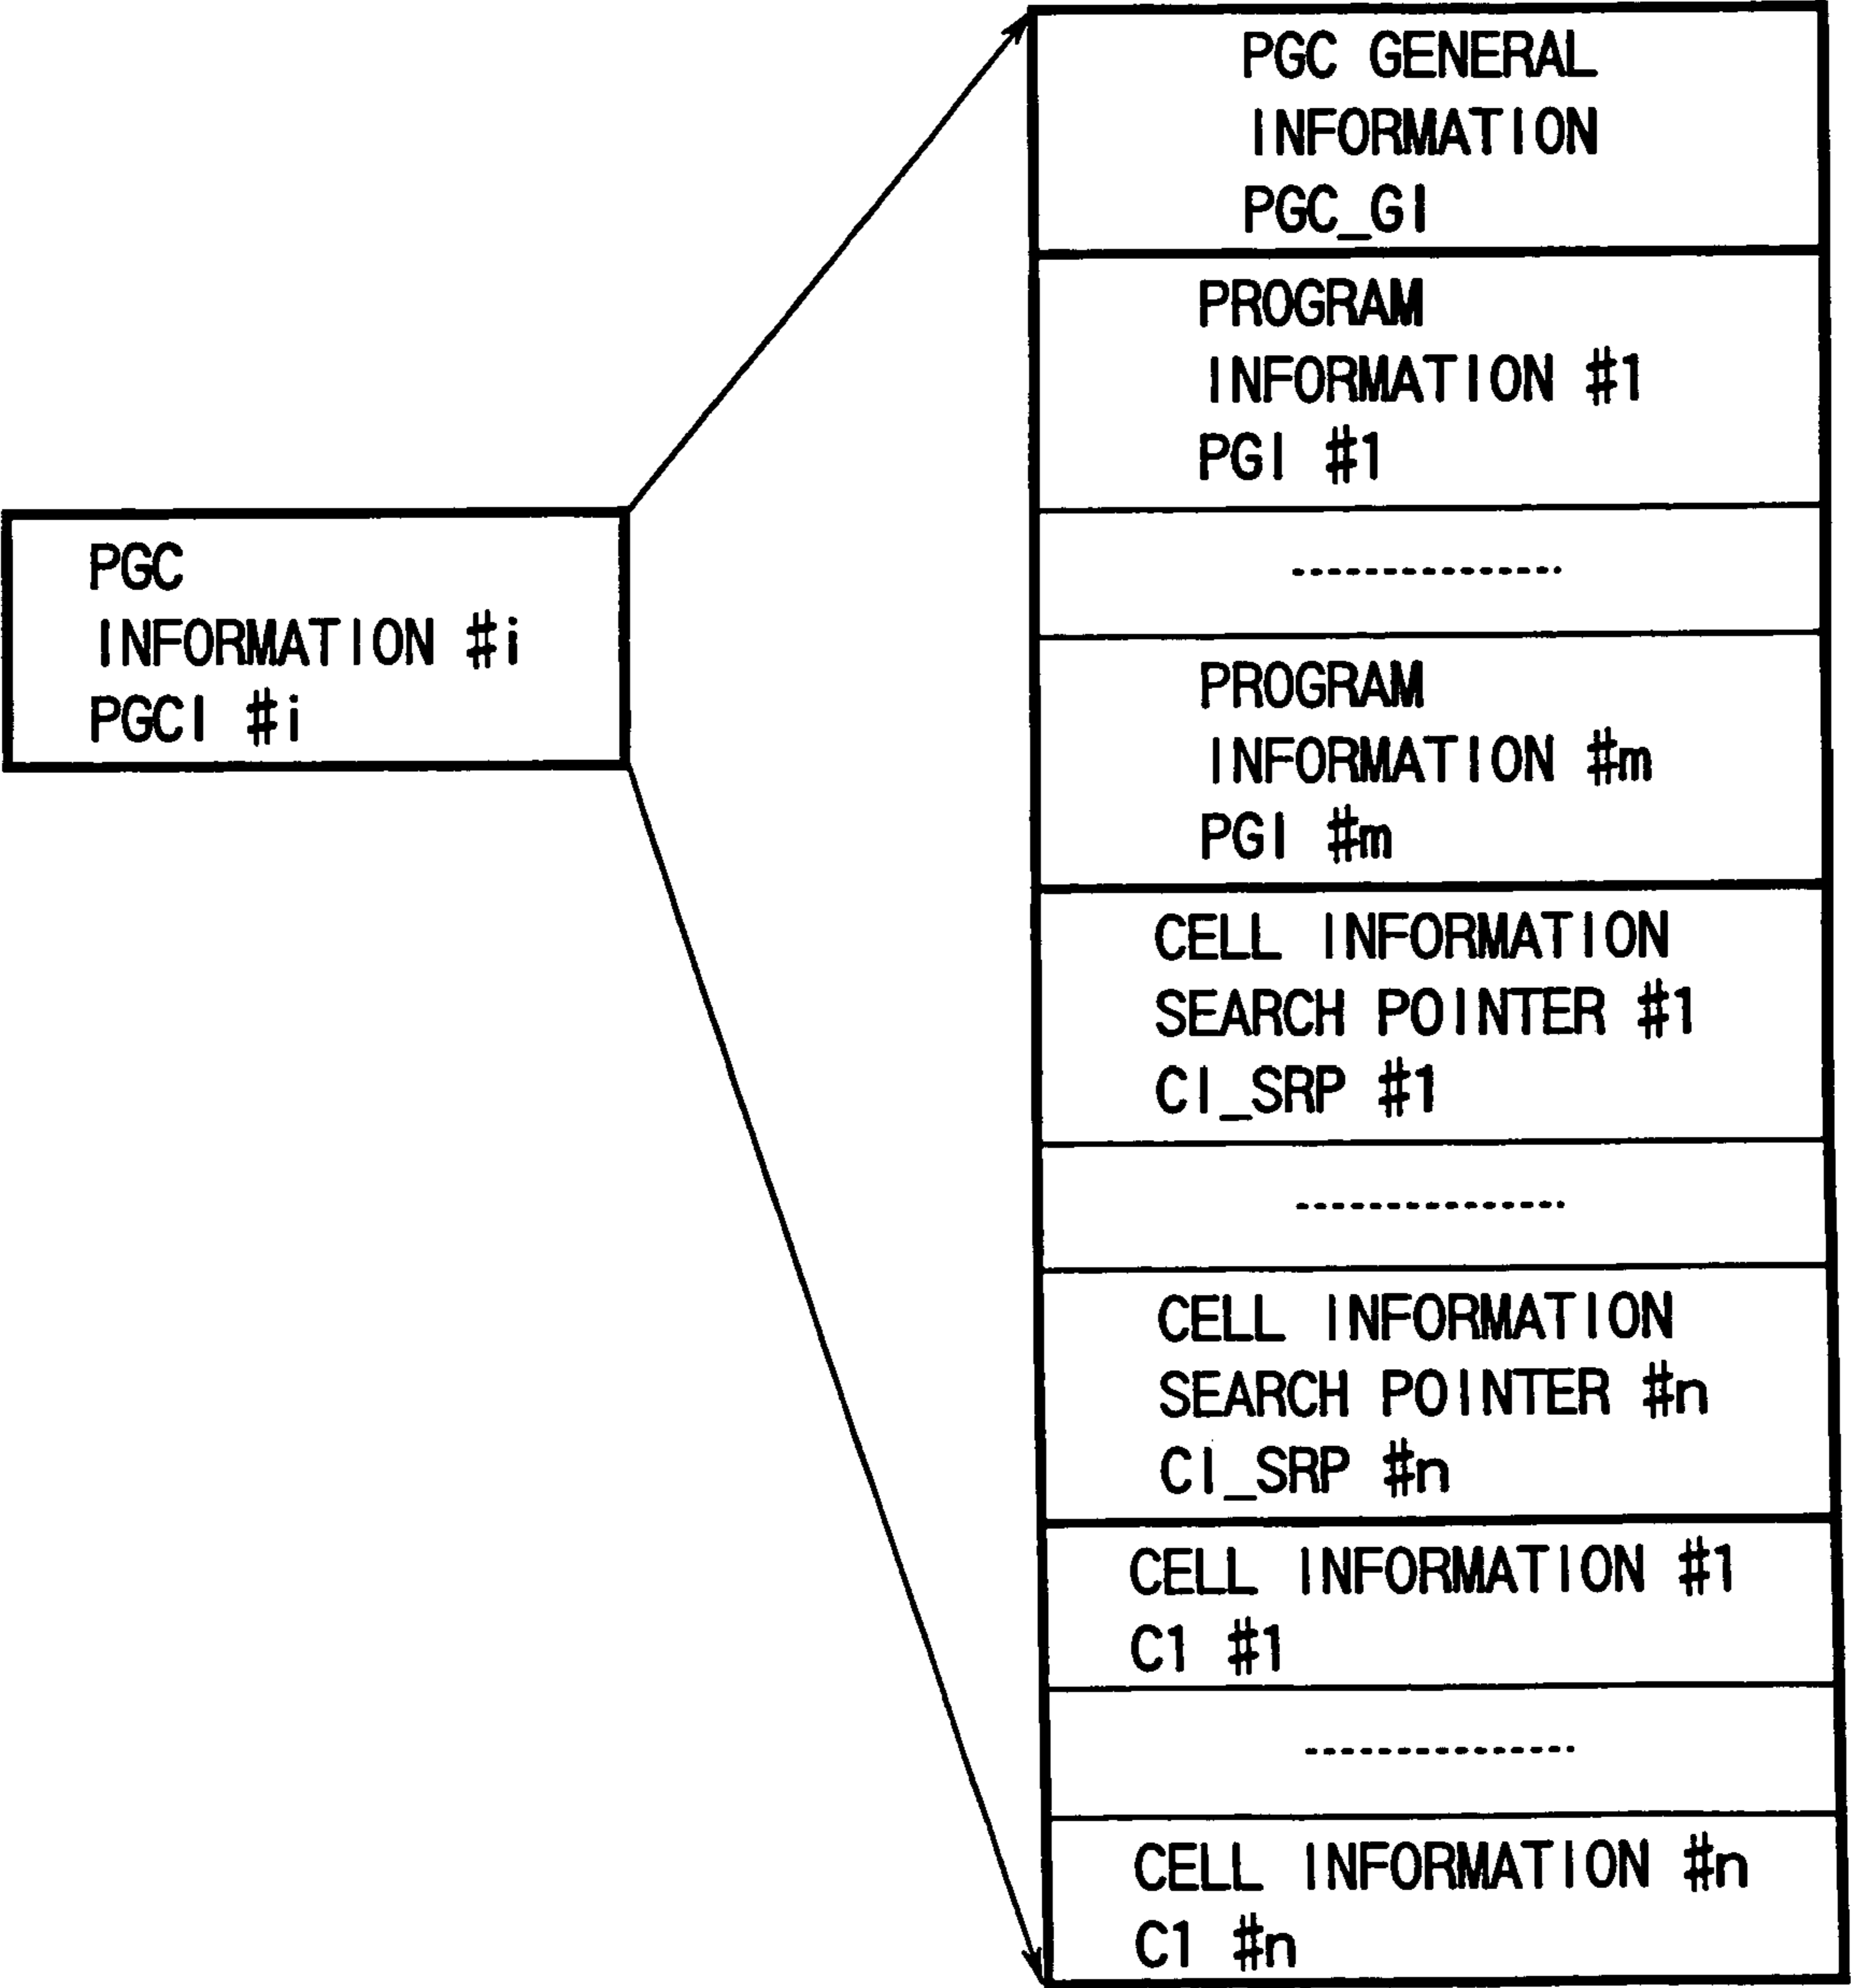 PGC
INFORMATION #i
PGCI #i
PGC GENERAL
INFORMATION
PGC_GI
PROGRAM
INFORMATION #1
PGI #1
PROGRAM
INFORMATION #m
PGI #m
CELL INFORMATION
SEARCH POINTER #1
CI_SRP #1
CELL INFORMATION
SEARCH POINTER #n
CI_SRP #n
CELL INFORMATION #1
C1 #1
CELL INFORMATION #n
C1 #n